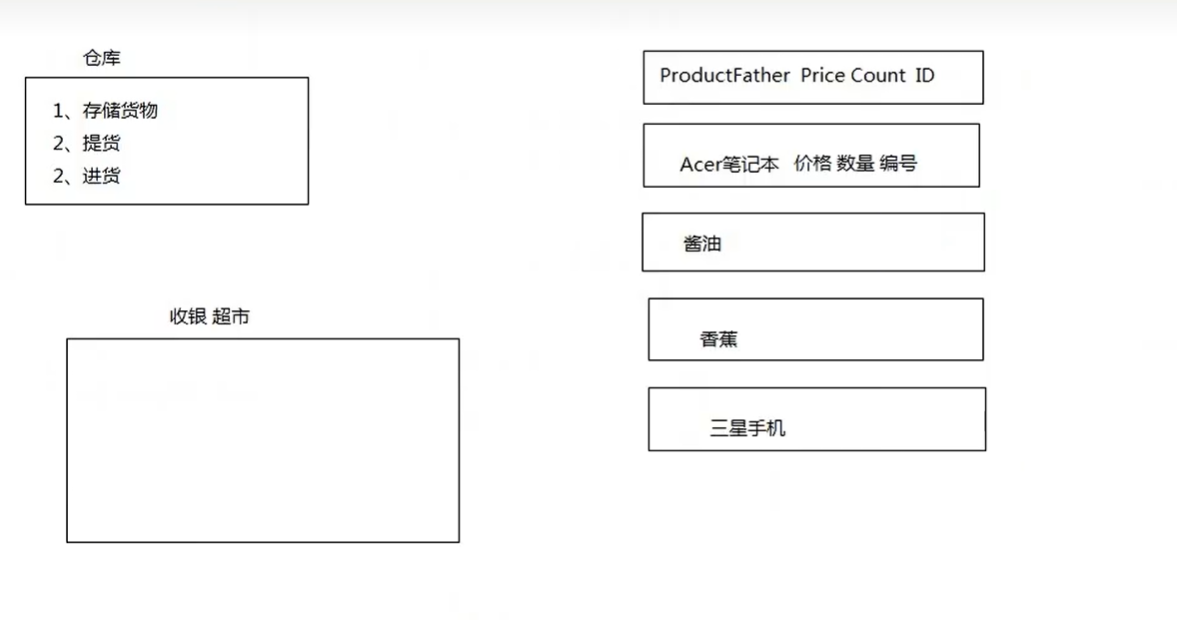 仓库
1、存储货物
2、提货
2、进货
收银 超市
ProductFather Price Count ID
Acer笔记本 价格 数量 编号
酱油
香蕉
三星手机